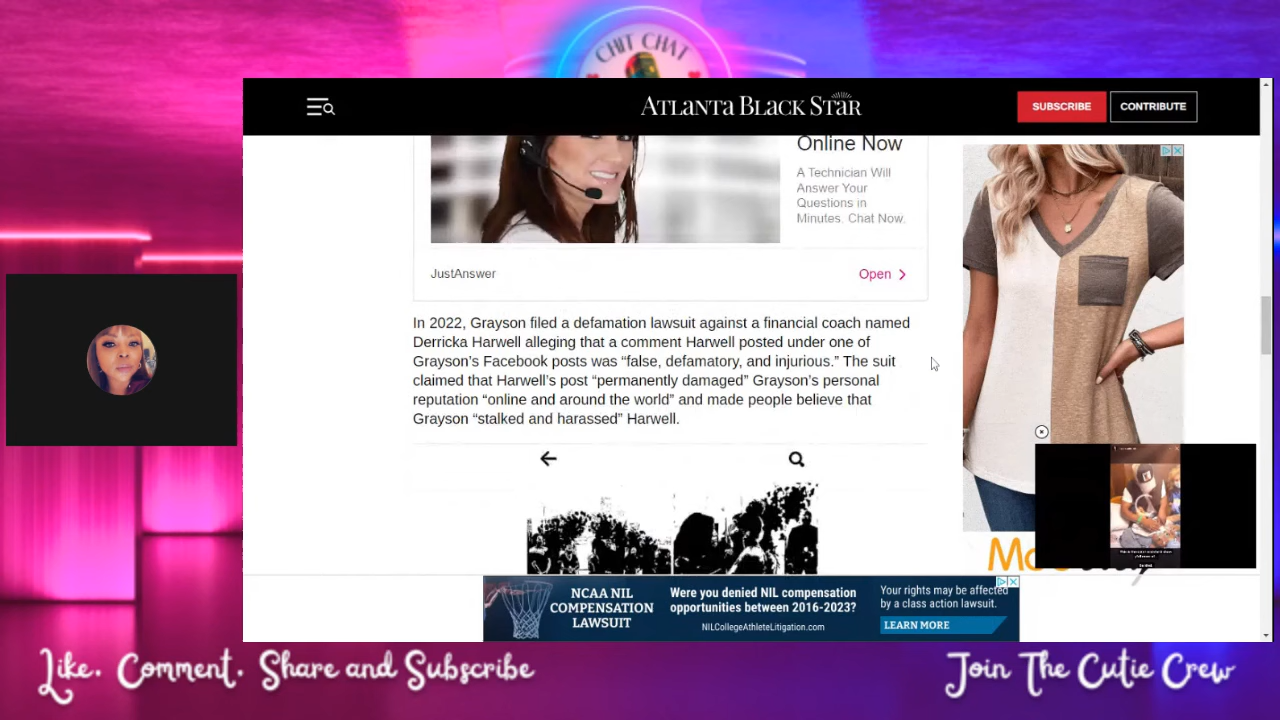 CHIT CHAT
ATLANTA BLACK STAR
SUBSCRIBE
CONTRIBUTE
Online Now
A Technician Will
Answer Your
Questions in
Minutes. Chat Now.
JustAnswer
Open
In 2022, Grayson filed a defamation lawsuit against a financial coach named
Derricka Harwell alleging that a comment Harwell posted under one of
Grayson’s Facebook posts was “false, defamatory, and injurious.” The suit
claimed that Harwell’s post “permanently damaged” Grayson’s personal
reputation “online and around the world” and made people believe that
Grayson “stalked and harassed” Harwell.
NCAA NIL
COMPENSATION
LAWSUIT
Were you denied NIL compensation
opportunities between 2016-2023?
NILCollegeAthleteLitigation.com
Your rights may be affected
by a class action lawsuit.
LEARN MORE
Like. Comment. Share and Subscribe
Join The Cutie Crew